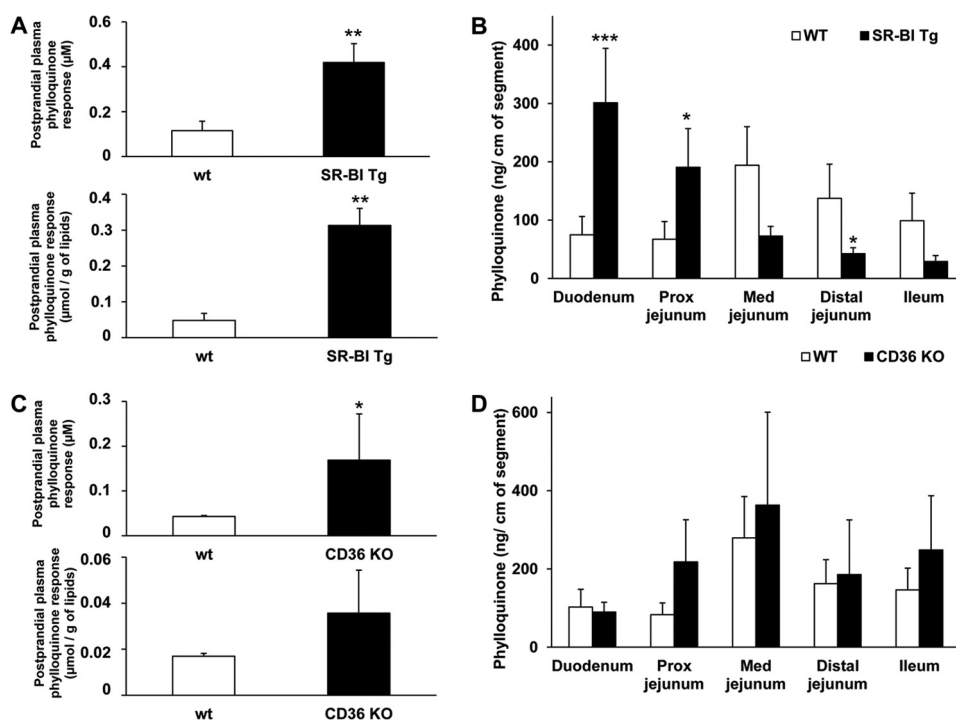 A
Postprandial plasma
phylloquinone
response (µM)
0.6
0.4
0.2
0
**
wt
SR-BI Tg
Postprandial plasma
phylloquinone response
(µmol / g of lipids)
0.4
0.3
0.2
0.1
0
**
wt
SR-BI Tg
B
WT
SR-BI Tg
Phylloquinone (ng/ cm of segment)
400
300
200
100
0
***
*
*
Duodenum
Prox
jejunum
Med
jejunum
Distal
jejunum
Ileum
C
Postprandial plasma
phylloquinone
response (µM)
0.3
0.2
0.1
0
*
wt
CD36 KO
Postprandial plasma
phylloquinone response
(µmol / g of lipids)
0.06
0.04
0.02
0
wt
CD36 KO
WT
CD36 KO
D
Phylloquinone (ng/ cm of segment)
600
400
200
0
Duodenum
Prox
jejunum
Med
jejunum
Distal
jejunum
Ileum